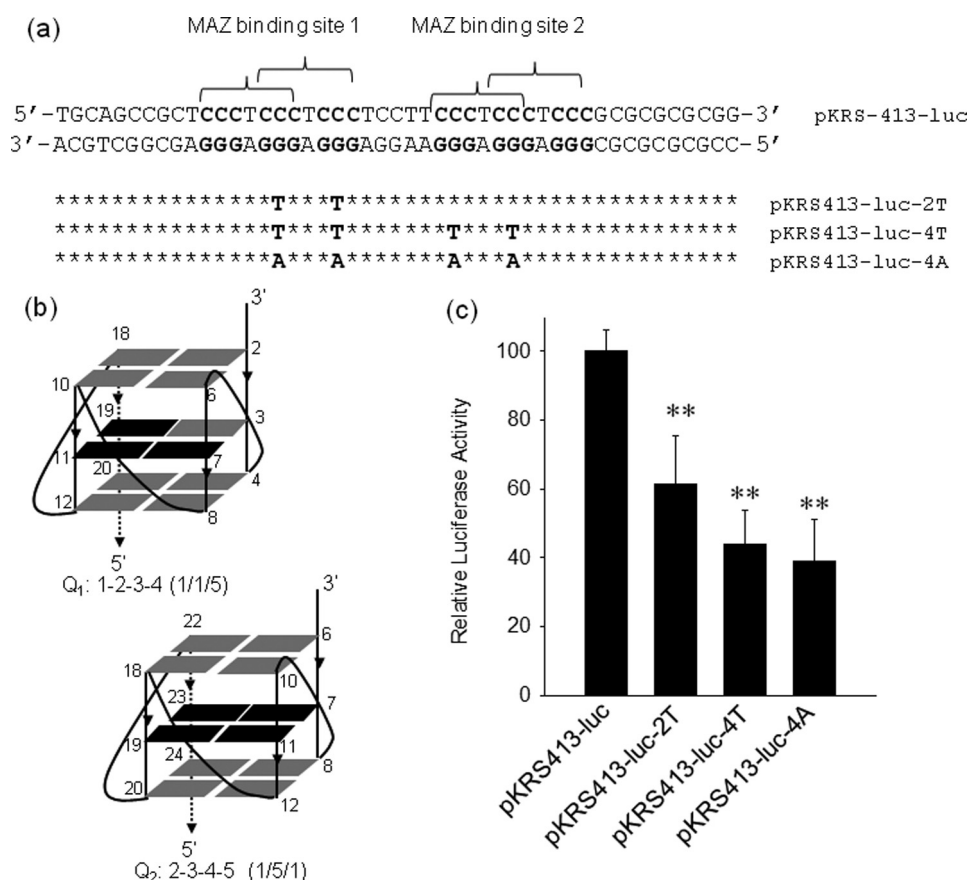 (a)
MAZ binding site 1 MAZ binding site 2
5'-TGCAGCCGCTCCCTCCCTCCCTCCTTCCCTCCCTCCCGCGCGCGCGG-3' pKRS-413-luc
3'-ACGTCGGCGAGGGAGGGAGGGAGGAAGGGAGGGAGGGCGCGCGCGCC-5'
***************T***T*************************** pKRS413-luc-2T
***************T***T*******T***T*************** pKRS413-luc-4T
***************A***A*******A***A*************** pKRS413-luc-4A
(b)
3'
18
2
10
6
19
3
11
20
7
4
12
8
5'
Q1: 1-2-3-4 (1/1/5)
3'
22
6
18
10
23
7
19
24
11
8
20
12
5'
Q2: 2-3-4-5 (1/5/1)
(c)
Relative Luciferase Activity
100
80
60
40
20
0
**
**
**
pKRS413-luc
pKRS413-luc-2T
pKRS413-luc-4T
pKRS413-luc-4A